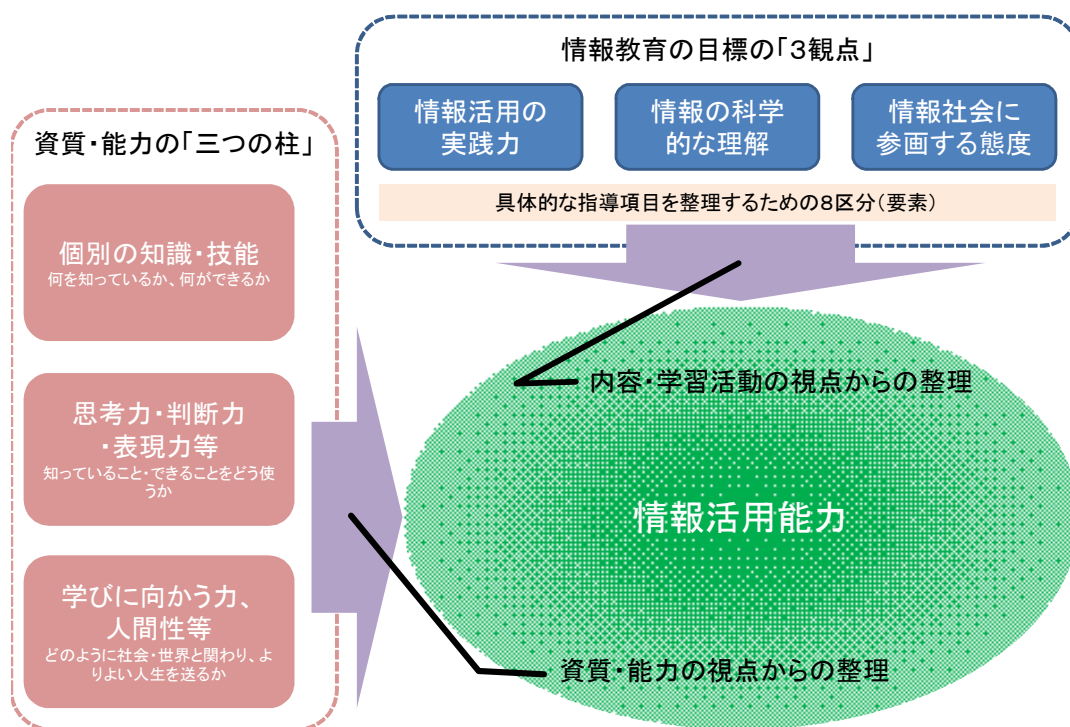 情報教育の目標の「3観点」
情報活用の
実践力
情報の科学
的な理解
情報社会に
参画する態度
具体的な指導項目を整理するための8区分(要素)
資質・能力の「三つの柱」
個別の知識・技能
何を知っているか、何ができるか
思考力・判断力
・表現力等
知っていること・できることをどう使
うか
学びに向かう力、
人間性等
どのように社会・世界と関わり、よ
りよい人生を送るか
内容・学習活動の視点からの整理
情報活用能力
資質・能力の視点からの整理